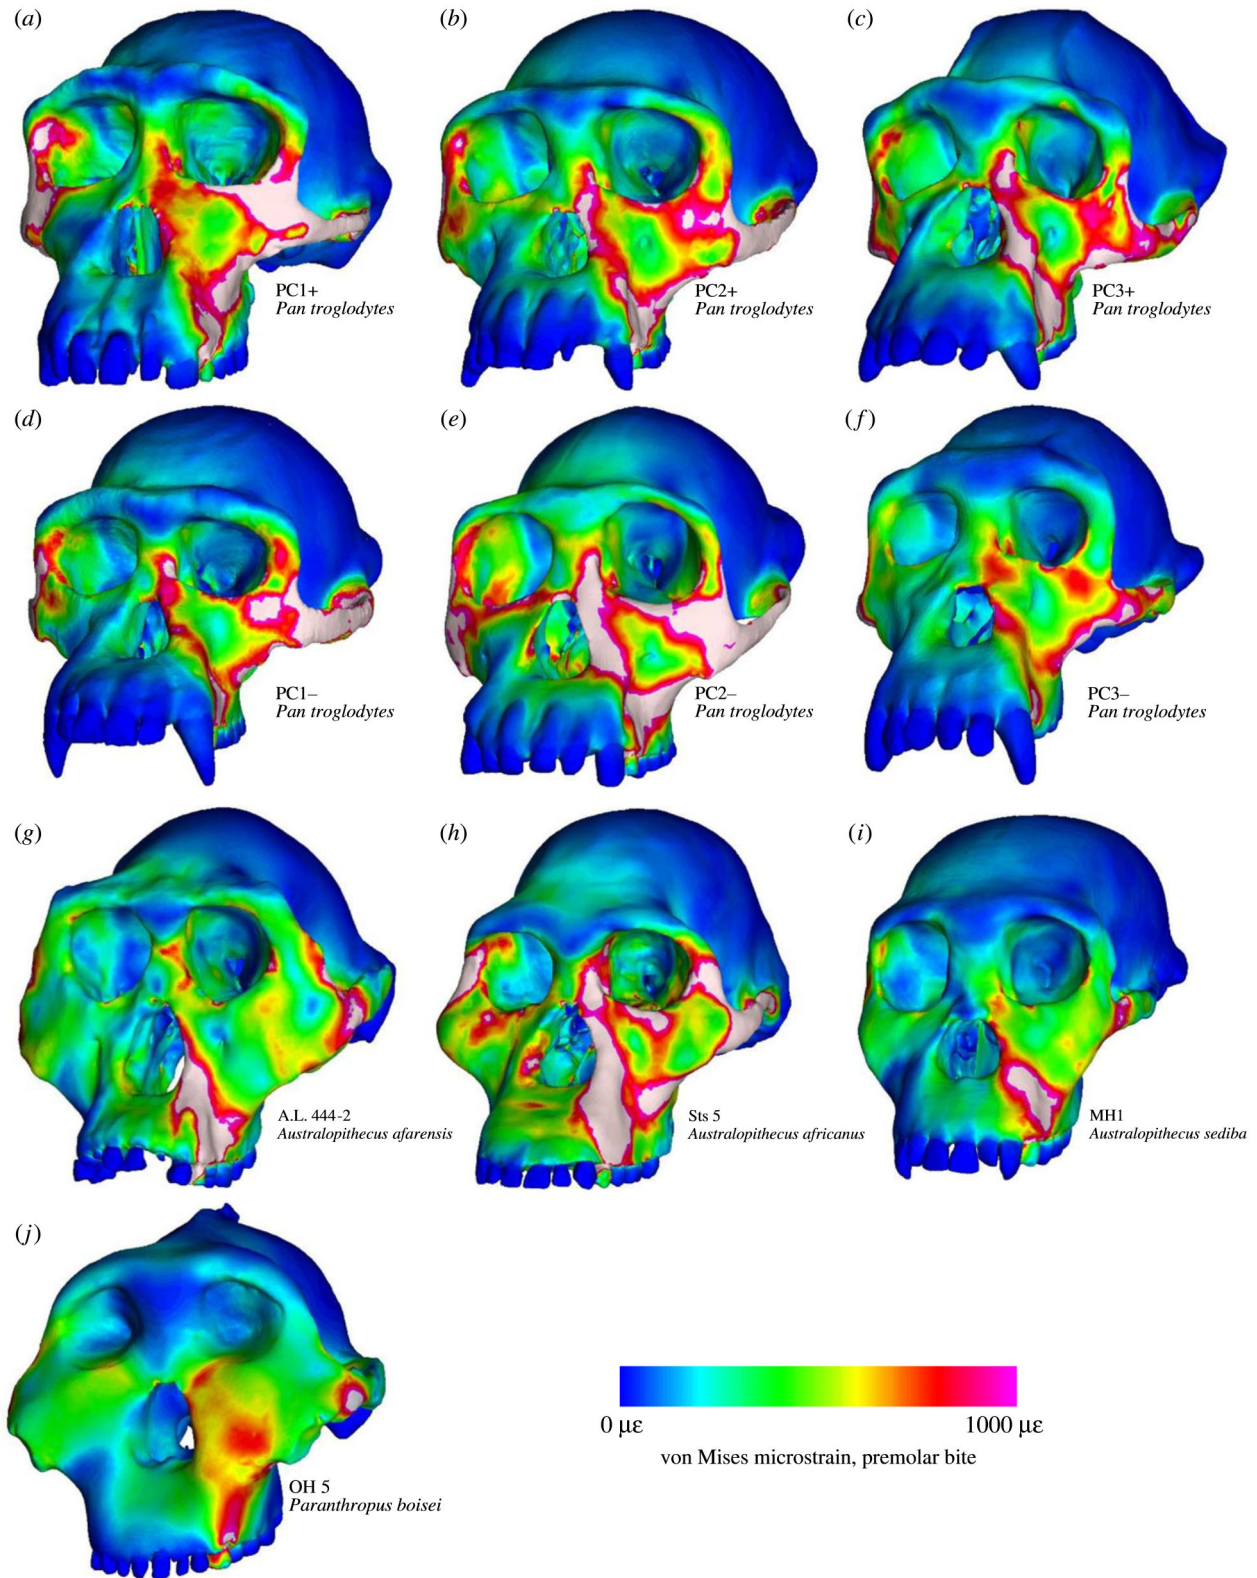 (a)
(b)
(c)
PC1+
Pan troglodytes
PC2+
Pan troglodytes
PC3+
Pan troglodytes
(d)
(e)
(f)
PC1–
Pan troglodytes
PC2–
Pan troglodytes
PC3–
Pan troglodytes
(g)
(h)
(i)
A.L. 444-2
Australopithecus afarensis
Sts 5
Australopithecus africanus
MH1
Australopithecus sediba
(j)
OH 5
Paranthropus boisei
0 µε
1000 µε
von Mises microstrain, premolar bite